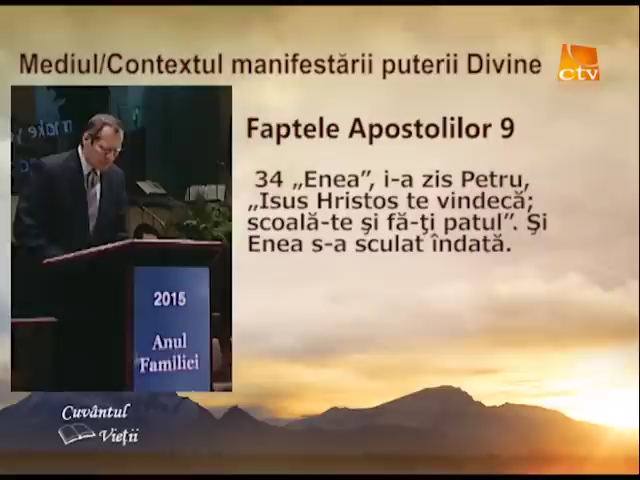 Mediul/Contextul manifestării puterii Divine
ctv
Faptele Apostolilor 9
34 „Enea”, i-a zis Petru,
„Isus Hristos te vindecă;
scoală-te şi fă-ţi patul”. Şi
Enea s-a sculat îndată.
2015
Anul
Familiei
Cuvântul
Vieţii